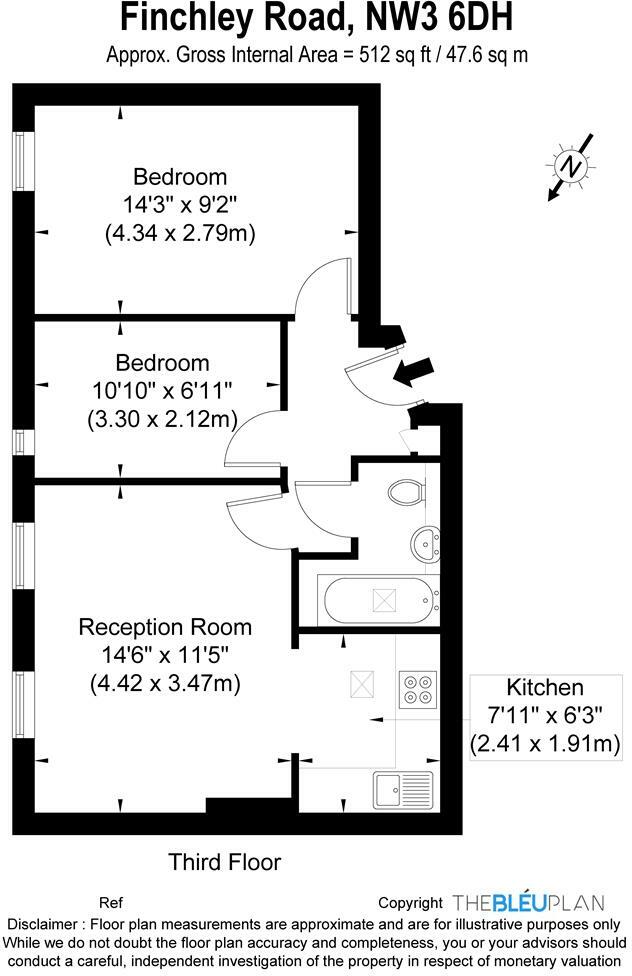 Finchley Road, NW3 6DH
Approx. Gross Internal Area = 512 sq ft / 47.6 sq m
N
Bedroom
14'3" x 9'2"
(4.34 x 2.79m)
Bedroom
10'10" x 6'11"
(3.30 x 2.12m)
Reception Room
14'6" x 11'5"
(4.42 x 3.47m)
Kitchen
7'11" x 6'3"
(2.41 x 1.91m)
Third Floor
Ref
Copyright THEBLÉUPLAN
Disclaimer : Floor plan measurements are approximate and are for illustrative purposes only
While we do not doubt the floor plan accuracy and completeness, you or your advisors should
conduct a careful, independent investigation of the property in respect of monetary valuation